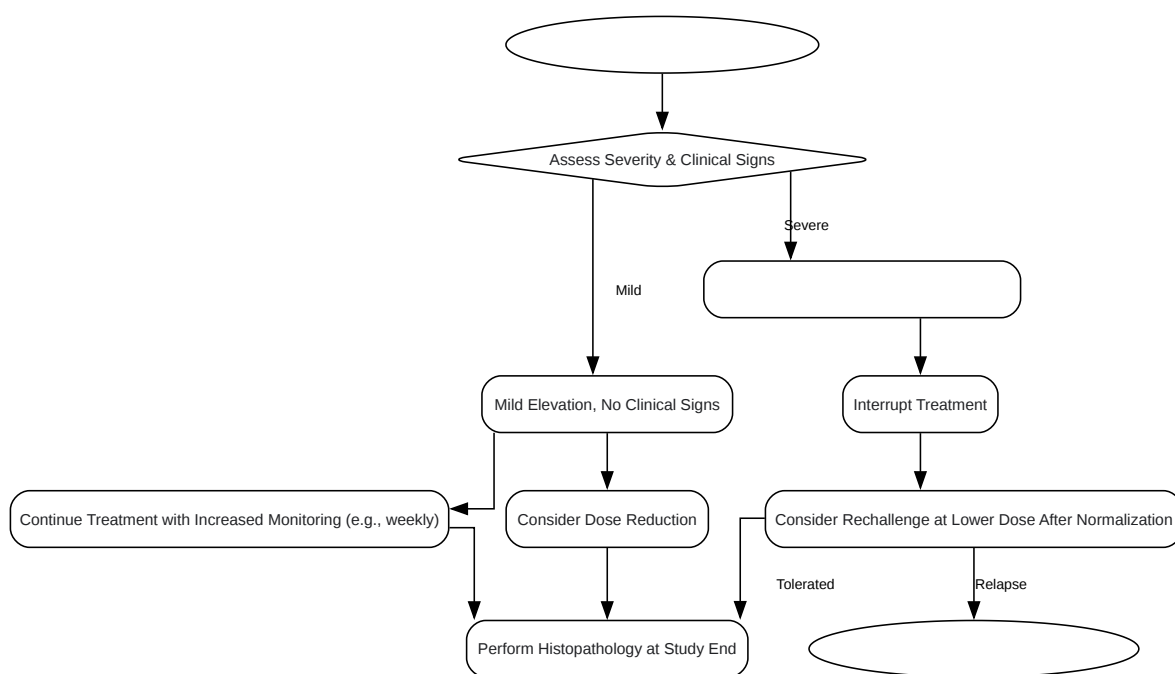 Assess Severity & Clinical Signs
Severe
Mild
Mild Elevation, No Clinical Signs
Interrupt Treatment
Continue Treatment with Increased Monitoring (e.g., weekly)
Consider Dose Reduction
Consider Rechallenge at Lower Dose After Normalization
Tolerated
Relapse
Perform Histopathology at Study End